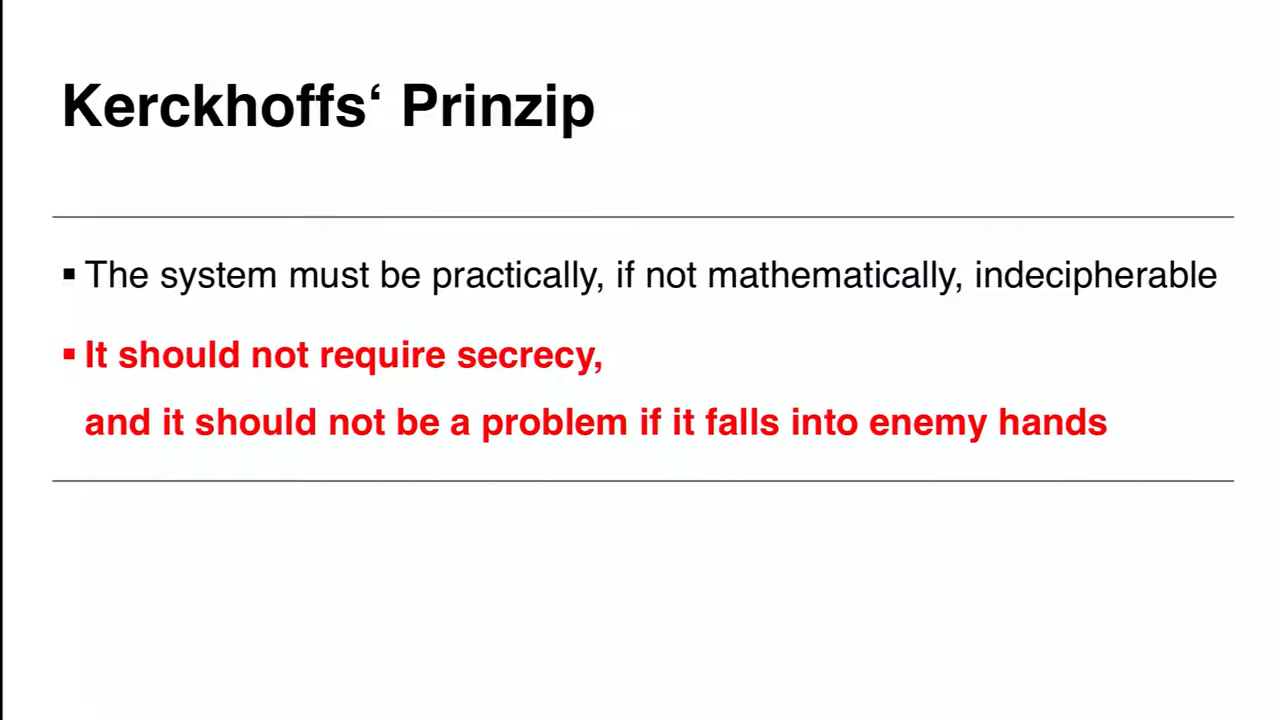 Kerckhoffs‘ Prinzip
▪ The system must be practically, if not mathematically, indecipherable
▪ It should not require secrecy,
and it should not be a problem if it falls into enemy hands